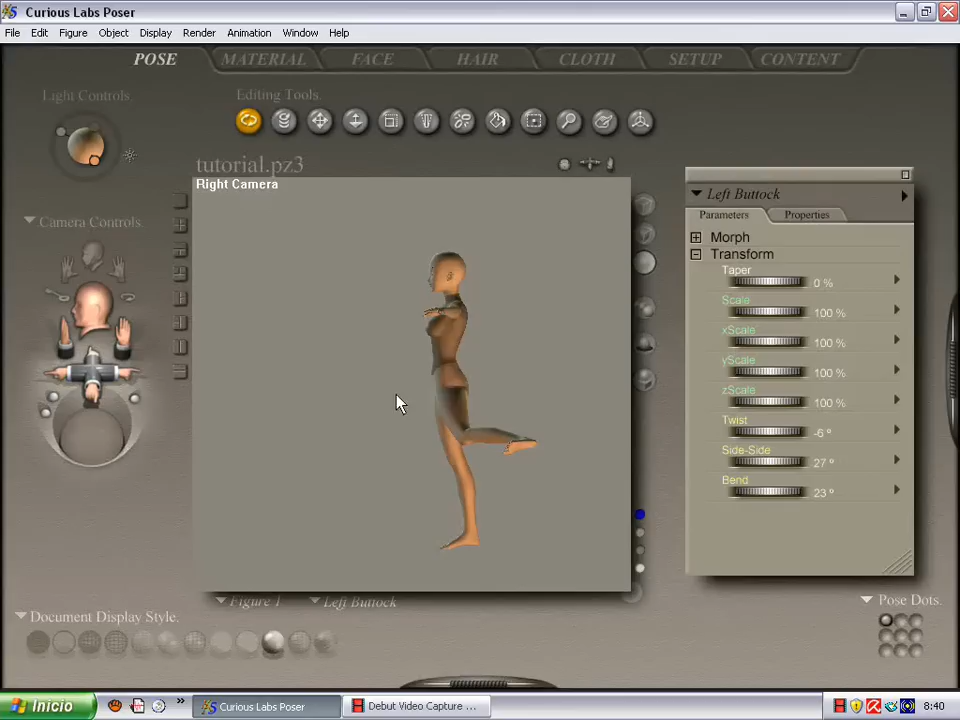 Curious Labs Poser
File Edit Figure Object Display Render Animation Window Help
POSE MATERIAL FACE HAIR CLOTH SETUP CONTENT
Light Controls.
Editing Tools.
tutorial.pz3
Right Camera
Camera Controls.
Left Buttock
Parameters Properties
Morph
Transform
Taper
0 %
Scale
100 %
xScale
100 %
yScale
100 %
zScale
100 %
Twist
-6 º
Side-Side
27 º
Bend
23 º
Figure 1 Left Buttock
Document Display Style.
Pose Dots.
Inicio
Curious Labs Poser
Debut Video Capture ...
8:40